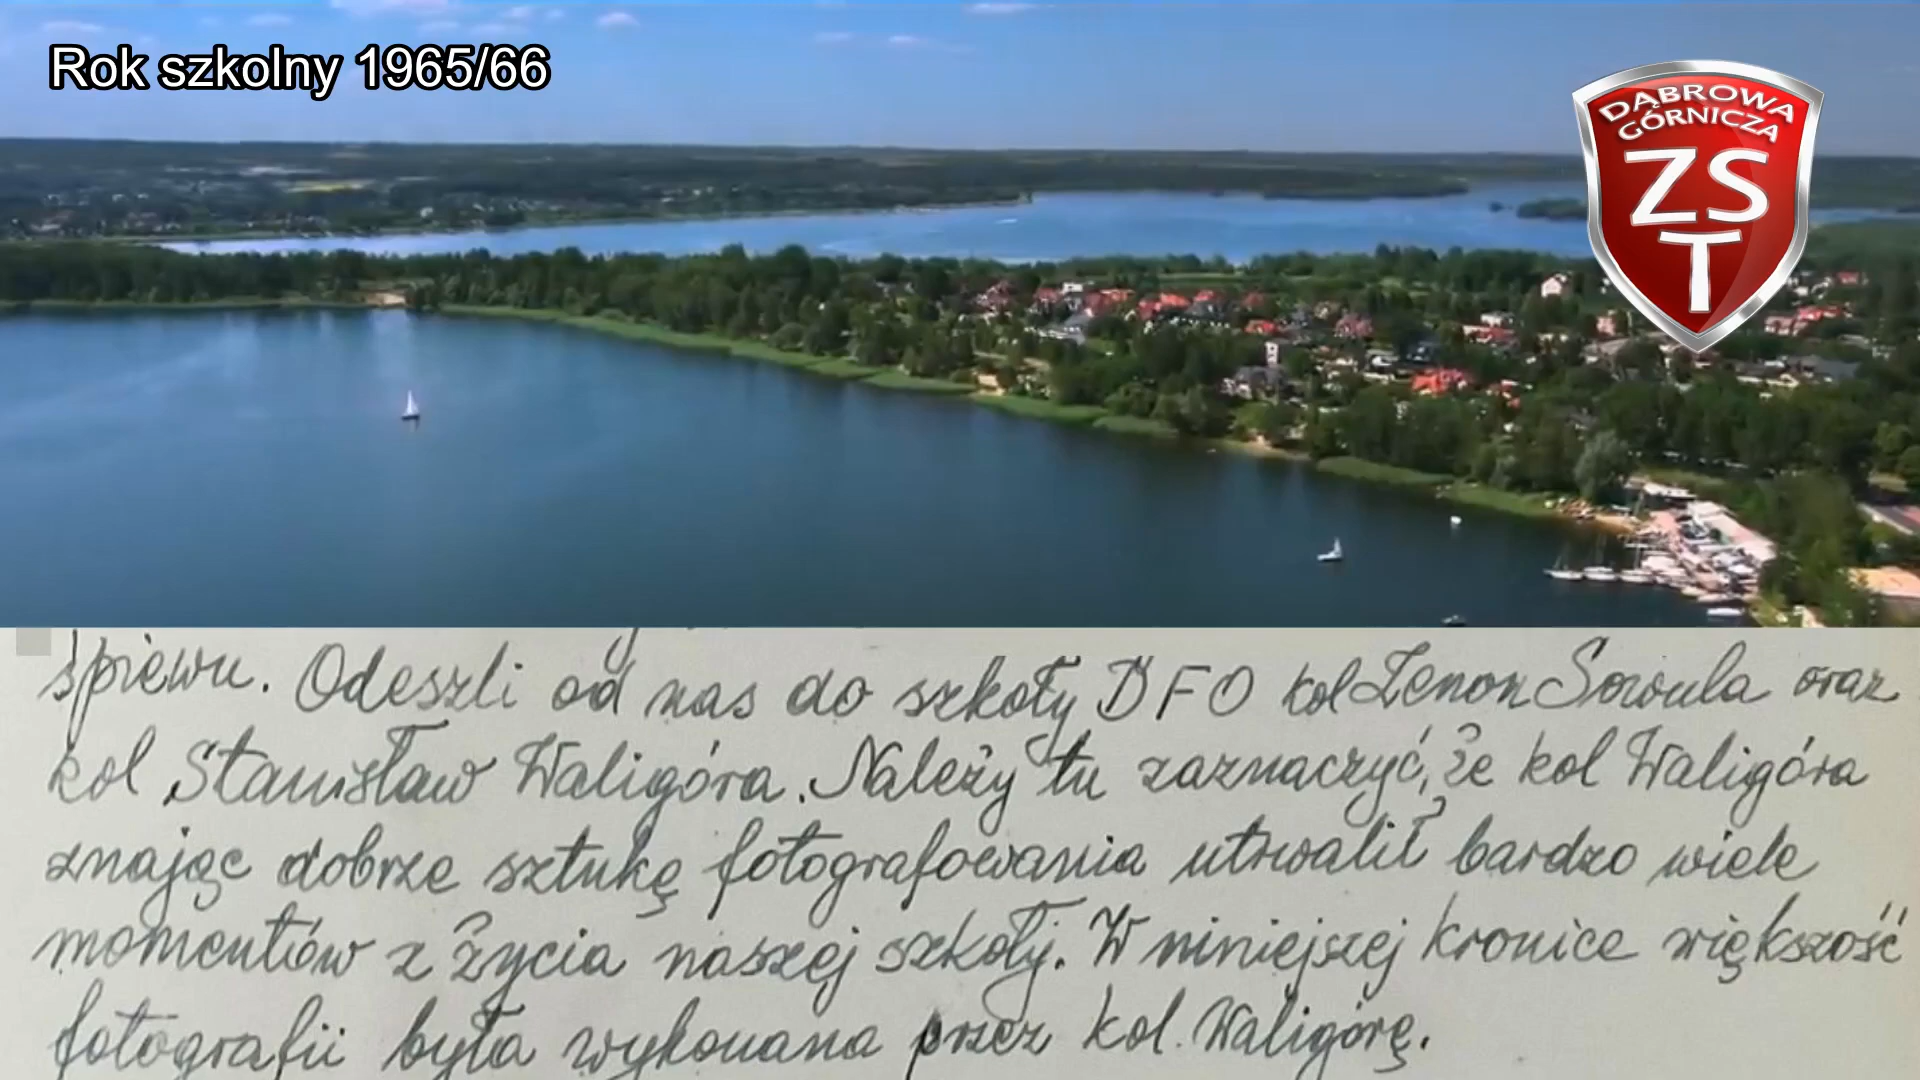 Rok szkolny 1965/66
DĄBROWA
GÓRNICZA
ZS
T
śpiewu. Odeszli od nas do szkoły DFO kol Zenon Sowula oraz
kol Stanisław Waligóra. Należy tu zaznaczyć, że kol Waligóra
znając dobrze sztukę fotografowania utrwalił bardzo wiele
momentów z życia naszej szkoły. W niniejszej kronice większość
fotografii była wykonana przez kol. Waligórę.